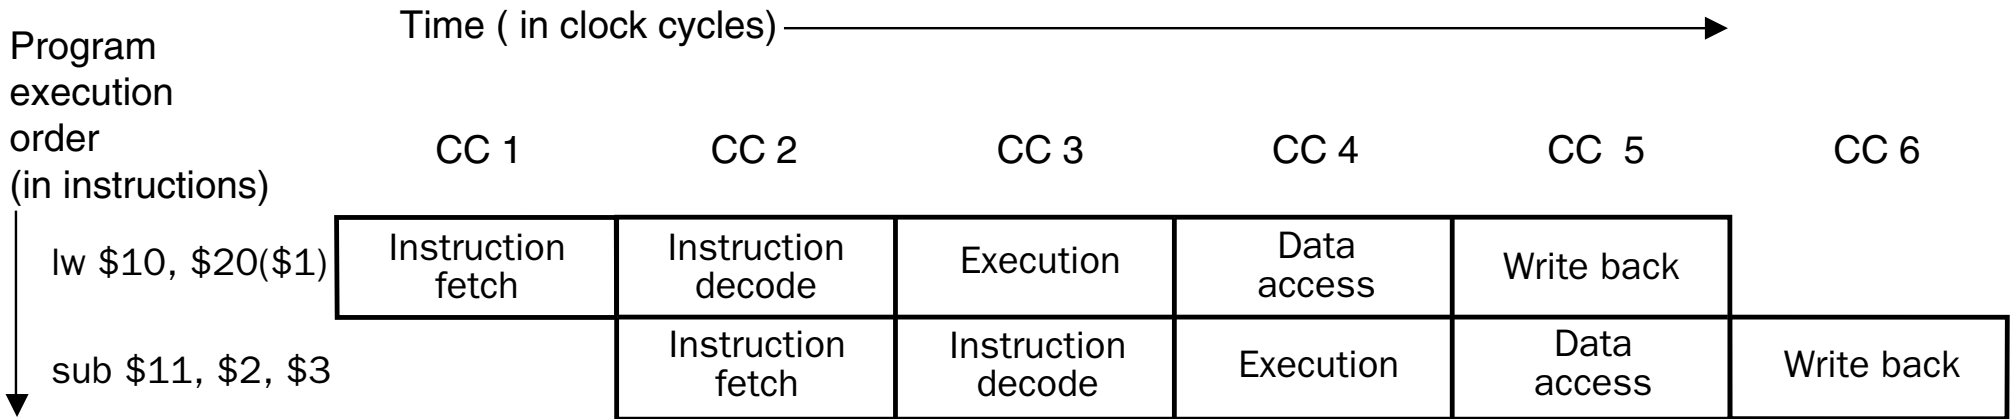 Time ( in clock cycles)
Program
execution
order
(in instructions)
CC 1 CC 2 CC 3 CC 4 CC 5 CC 6
lw $10, $20($1)
Instruction
fetch
Instruction
decode
Execution
Data
access
Write back
sub $11, $2, $3
Instruction
fetch
Instruction
decode
Execution
Data
access
Write back